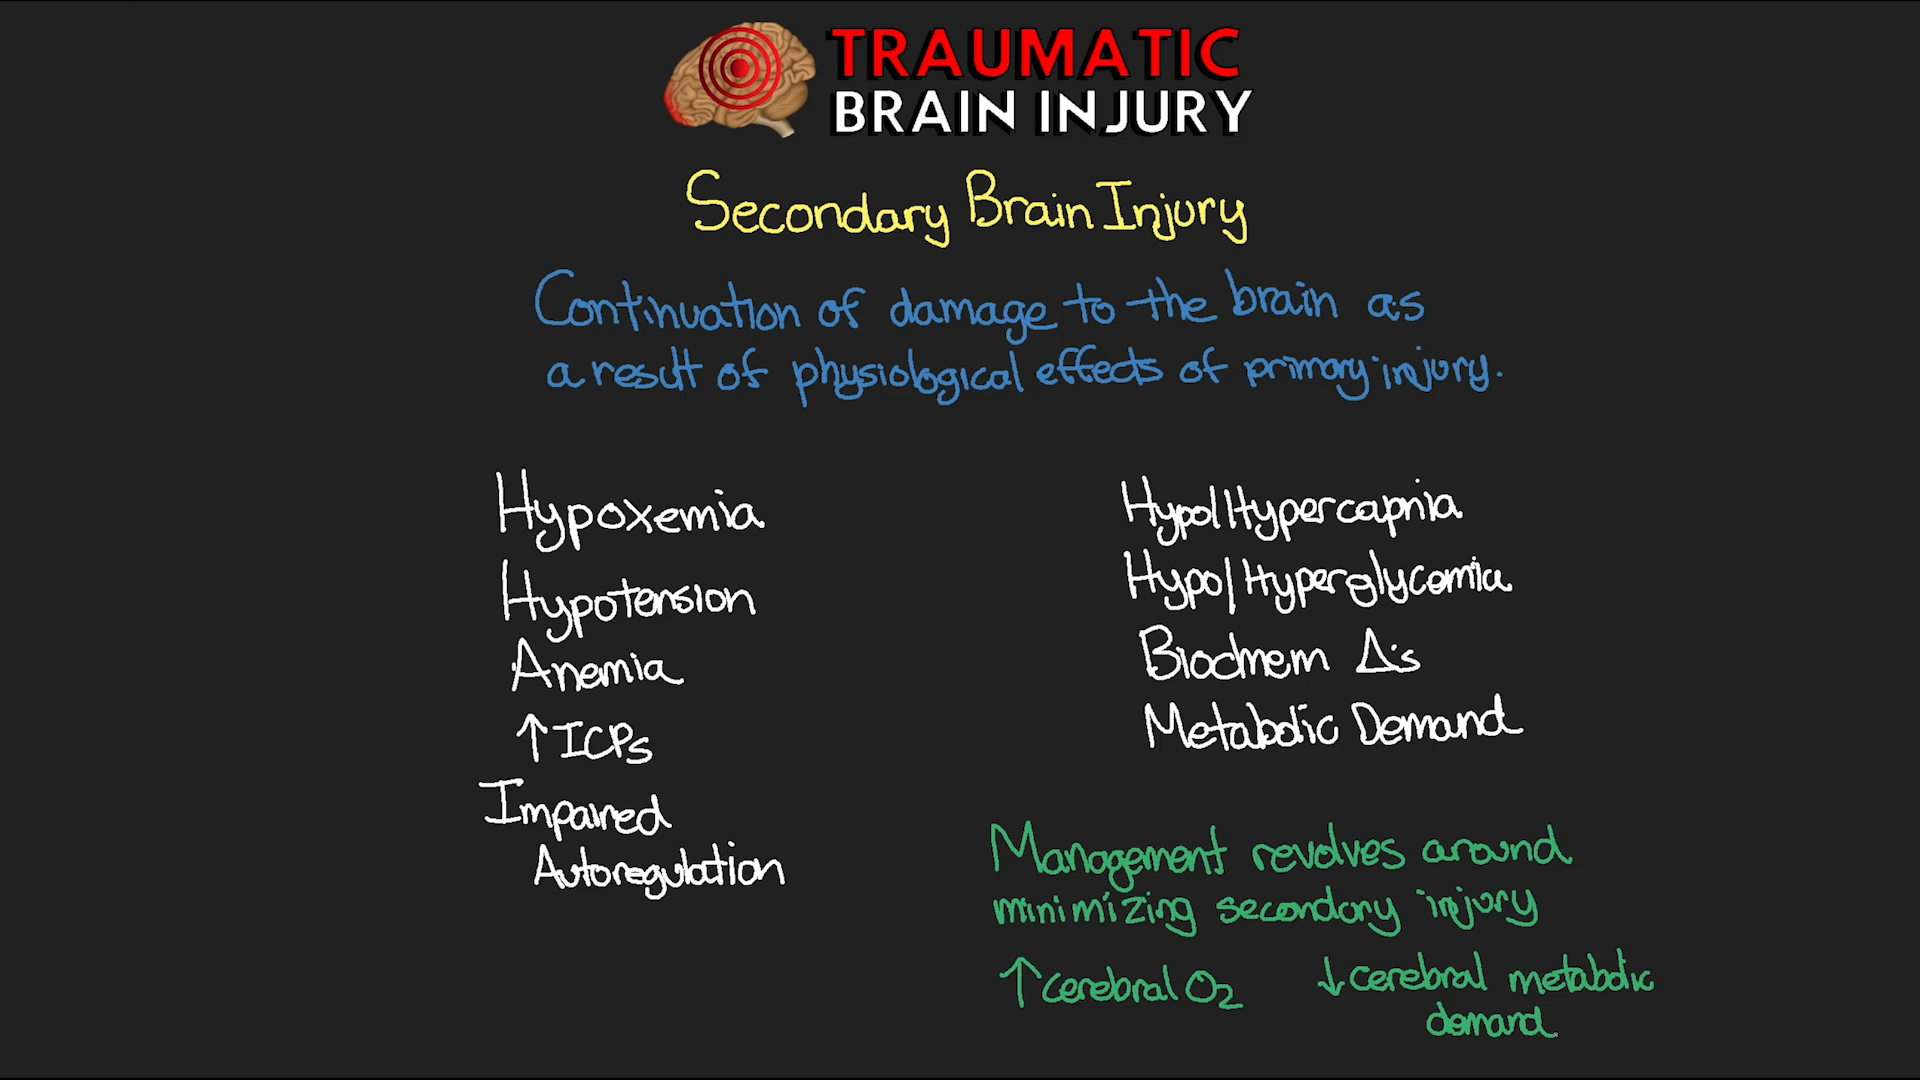 TRAUMATIC
BRAIN INJURY
Secondary Brain Injury
Continuation of damage to the brain as
a result of physiological effects of primary injury.
Hypoxemia
Hypotension
Anemia
↑ ICPs
Impaired
Autoregulation
Hypo/Hypercapnia
Hypo/Hyperglycemia
Biochem Δ's
Metabolic Demand
Management revolves around
minimizing secondary injury
↑ cerebral O2
↓ cerebral metabolic
demand.